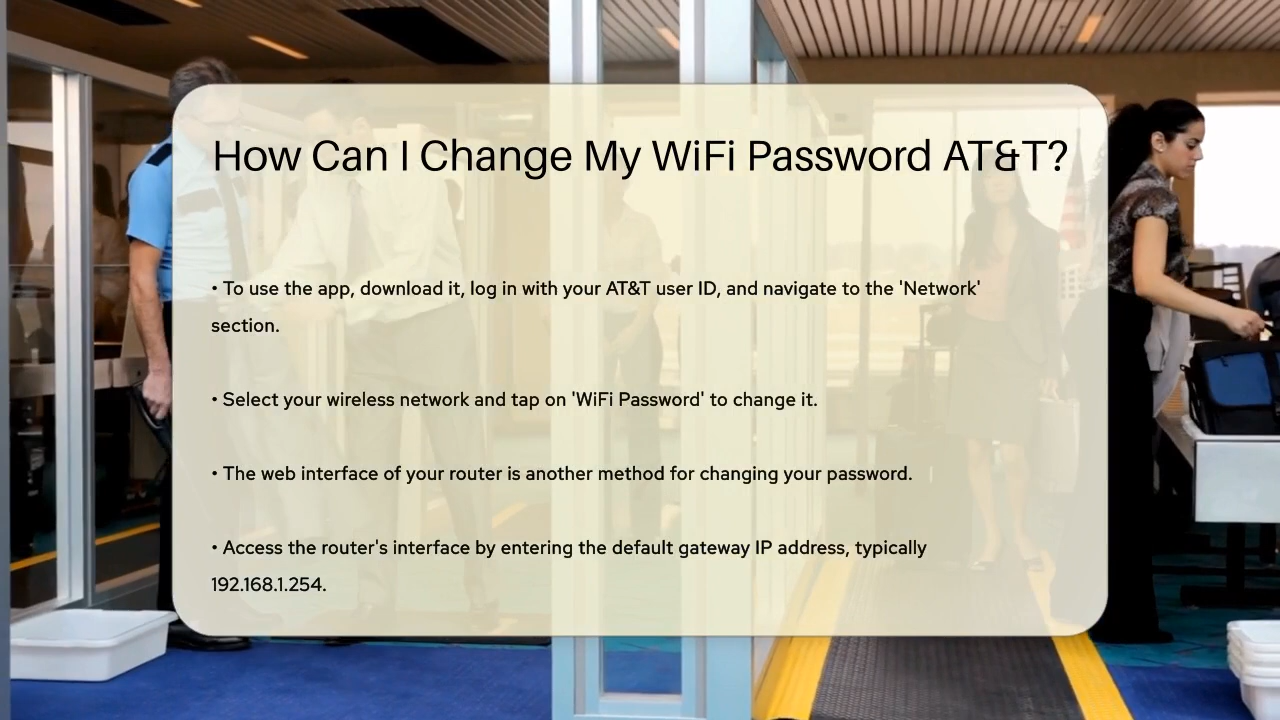 How Can I Change My WiFi Password AT&T?
• To use the app, download it, log in with your AT&T user ID, and navigate to the 'Network'
section.
• Select your wireless network and tap on 'WiFi Password' to change it.
• The web interface of your router is another method for changing your password.
• Access the router's interface by entering the default gateway IP address, typically
192.168.1.254.